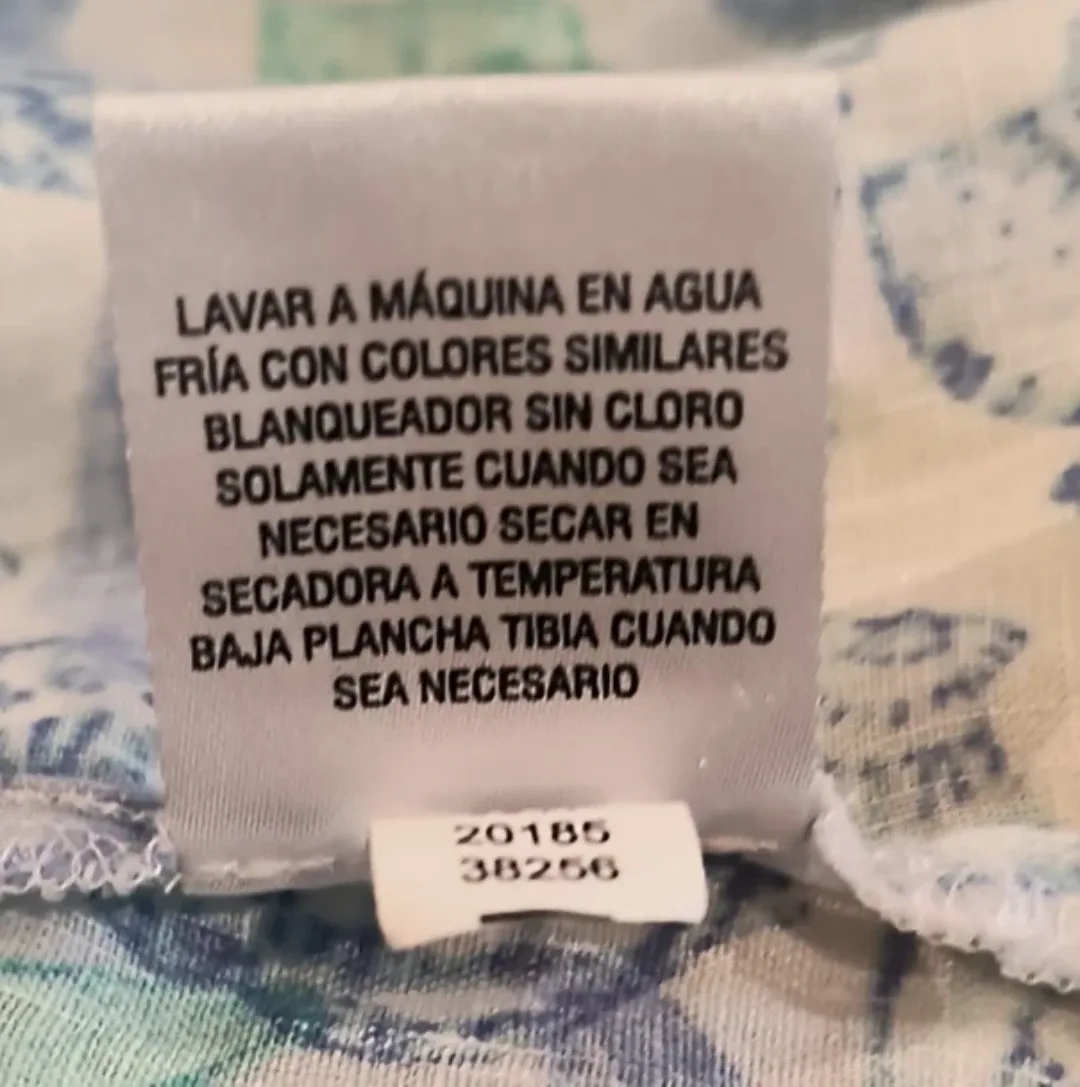 LAVAR A MÁQUINA EN AGUA
FRÍA CON COLORES SIMILARES
BLANQUEADOR SIN CLORO
SOLAMENTE CUANDO SEA
NECESARIO SECAR EN
SECADORA A TEMPERATURA
BAJA PLANCHA TIBIA CUANDO
SEA NECESARIO
20185
38256